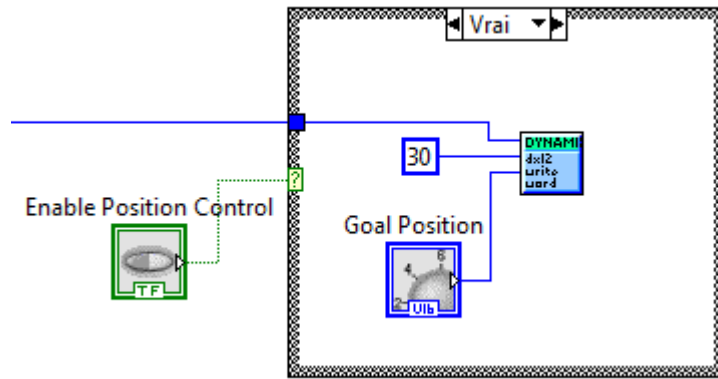 Vrai
DYNAMI
dxl2
write
word
30
?
Enable Position Control
TF
Goal Position
2
4
6
U16